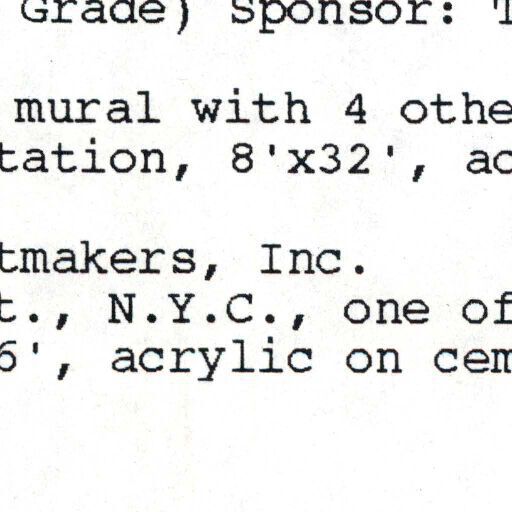 Grade) Sponsor: T
mural with 4 othe
tation, 8'x32', ac
tmakers, Inc.
t., N.Y.C., one of
6', acrylic on cem